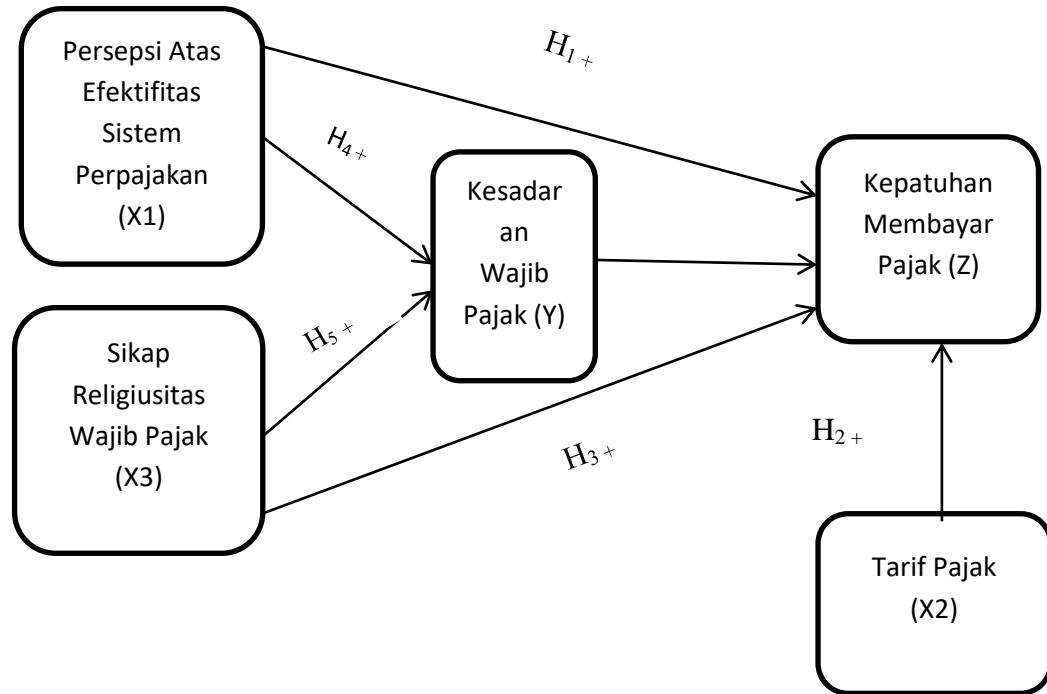 Persepsi Atas
Efektifitas
Sistem
Perpajakan
(X1)
H1 +
H4 +
Kesadar
an
Wajib
Pajak (Y)
Kepatuhan
Membayar
Pajak (Z)
H5 +
Sikap
Religiusitas
Wajib Pajak
(X3)
H3 +
H2 +
Tarif Pajak
(X2)